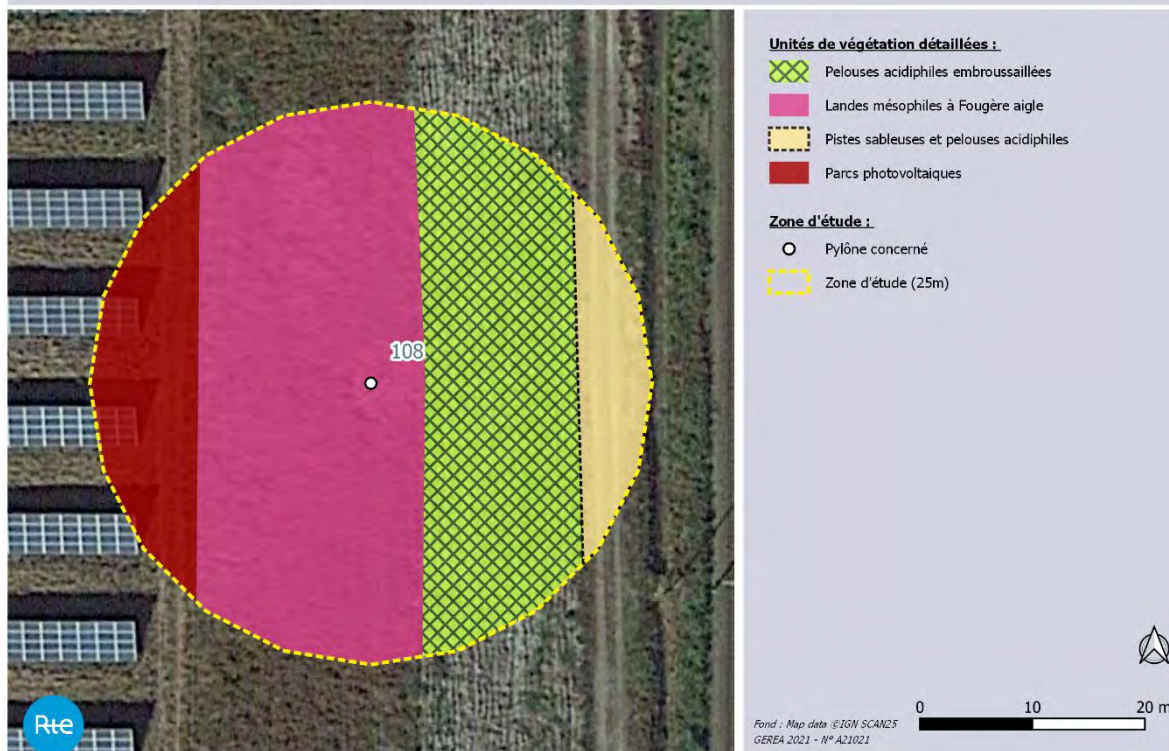 Unités de végétation détaillées :
Pelouses acidiphiles embroussaillées
Landes mésophiles à Fougère aigle
Pistes sableuses et pelouses acidiphiles
Parcs photovoltaiques
Zone d'étude :
Pylône concerné
Zone d'étude (25m)
108
Rte
Fond : Map data ©IGN SCAN25
GEREA 2021 - N° A21021
0 10 20 m